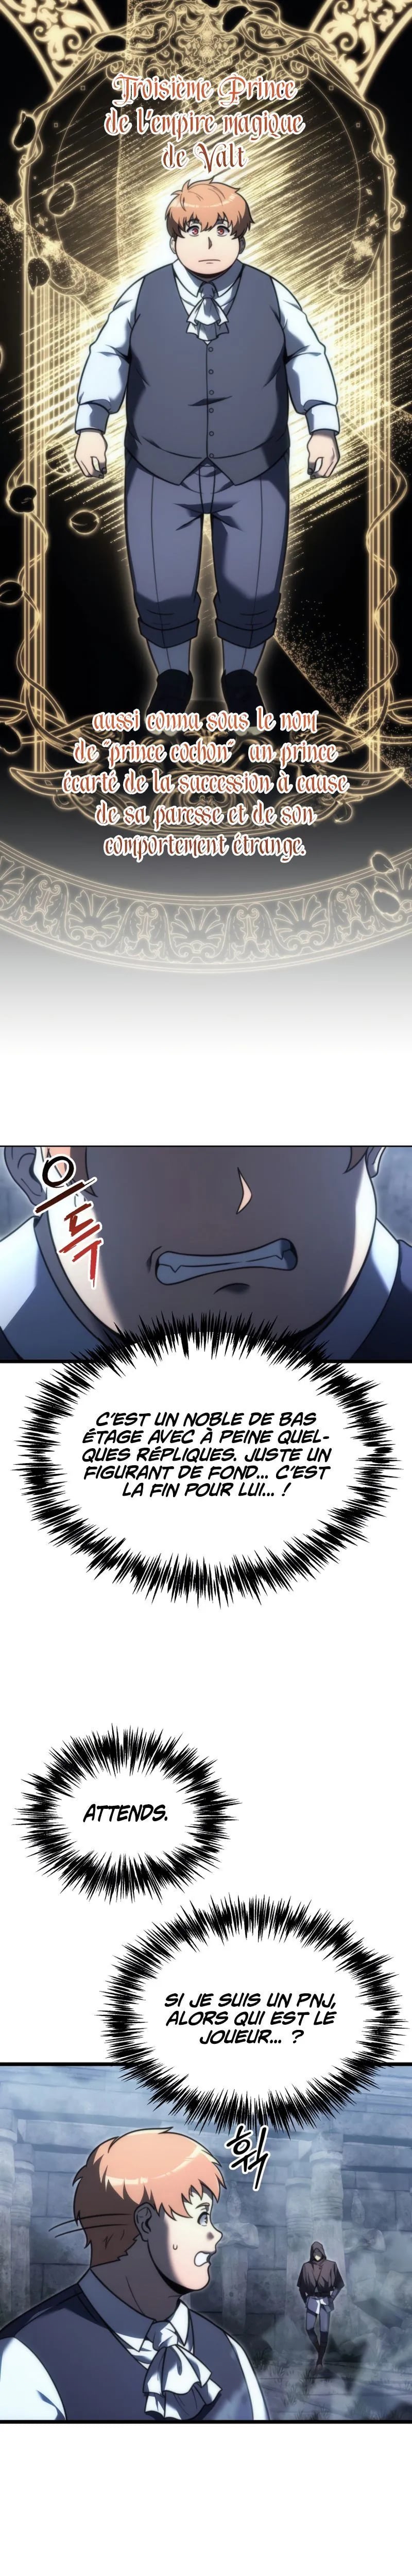 Troisième Prince
de l'empire magique
de Valt
aussi connu sous le nom
de "prince cochon" un prince
écarté de la succession à cause
de sa paresse et de son
comportement étrange.
으득
C'EST UN NOBLE DE BAS
ÉTAGE AVEC À PEINE QUEL-
QUES RÉPLIQUES. JUSTE UN
FIGURANT DE FOND... C'EST
LA FIN POUR LUI... !
ATTENDS.
SI JE SUIS UN PNJ,
ALORS QUI EST LE
JOUEUR... ?
홱